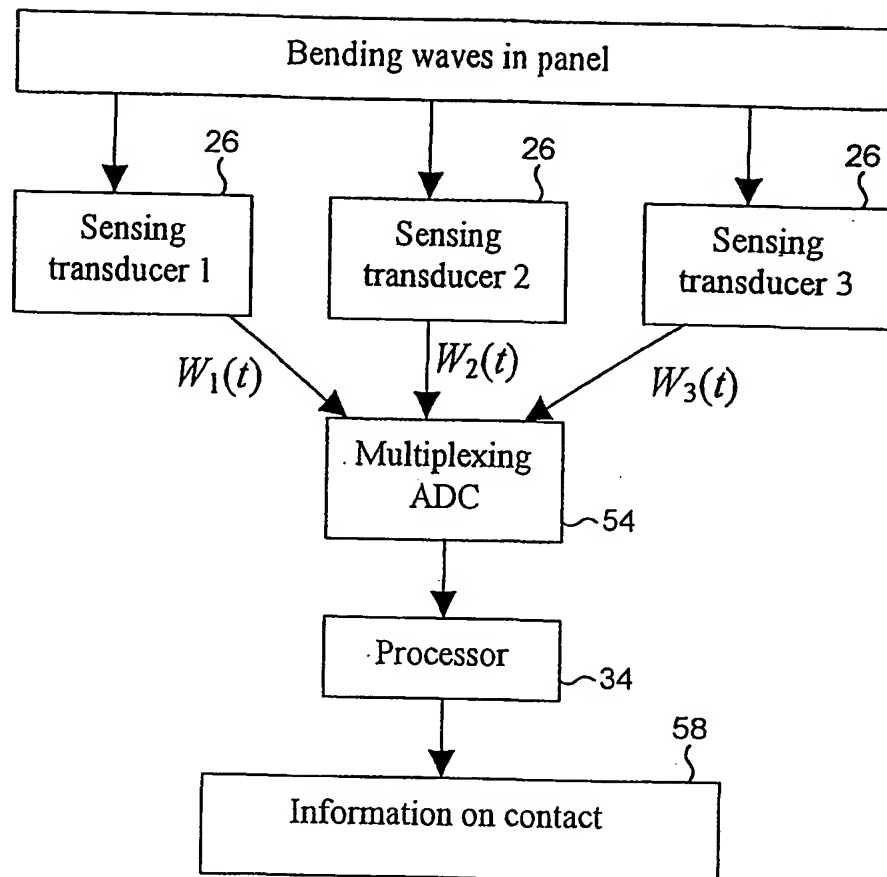 Bending waves in panel
26
26
26
Sensing
transducer 1
Sensing
transducer 2
Sensing
transducer 3
W₁(t)
W₂(t)
W₃(t)
Multiplexing
ADC
54
Processor
34
58
Information on contact